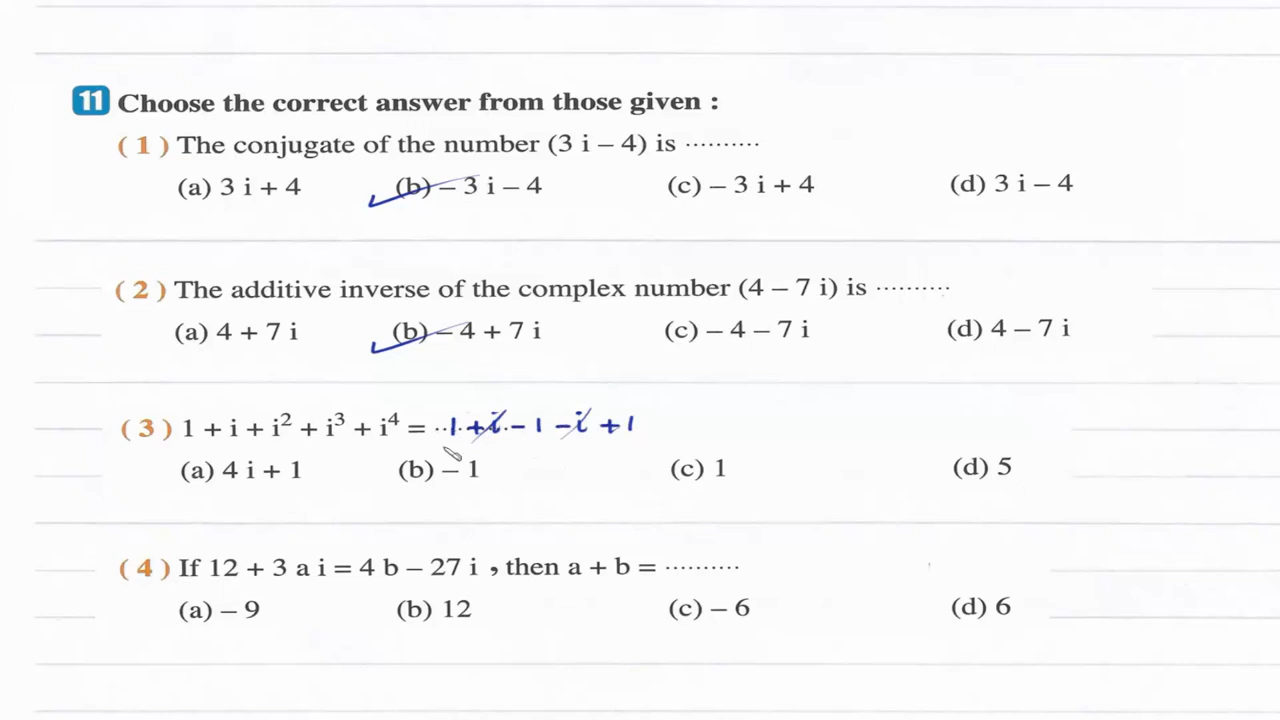 11 Choose the correct answer from those given :
( 1 ) The conjugate of the number (3 i – 4) is ··········
(a) 3 i + 4 (b) – 3 i – 4 (c) – 3 i + 4 (d) 3 i – 4
( 2 ) The additive inverse of the complex number (4 – 7 i) is ··········
(a) 4 + 7 i (b) – 4 + 7 i (c) – 4 – 7 i (d) 4 – 7 i
( 3 ) 1 + i + i² + i³ + i⁴ = ·· 1 + i – 1 – i + 1
(a) 4 i + 1 (b) – 1 (c) 1 (d) 5
( 4 ) If 12 + 3 a i = 4 b – 27 i , then a + b = ··········
(a) – 9 (b) 12 (c) – 6 (d) 6